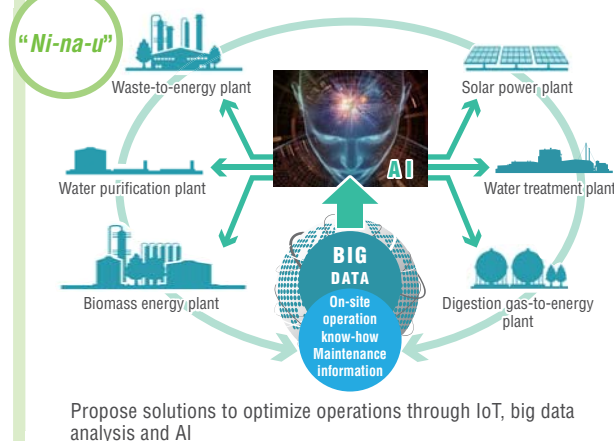 “Ni-na-u”
Waste-to-energy plant
Solar power plant
AI
Water purification plant
Water treatment plant
BIG
DATA
On-site
operation
know-how
Maintenance
information
Biomass energy plant
Digestion gas-to-energy
plant
Propose solutions to optimize operations through IoT, big data
analysis and AI